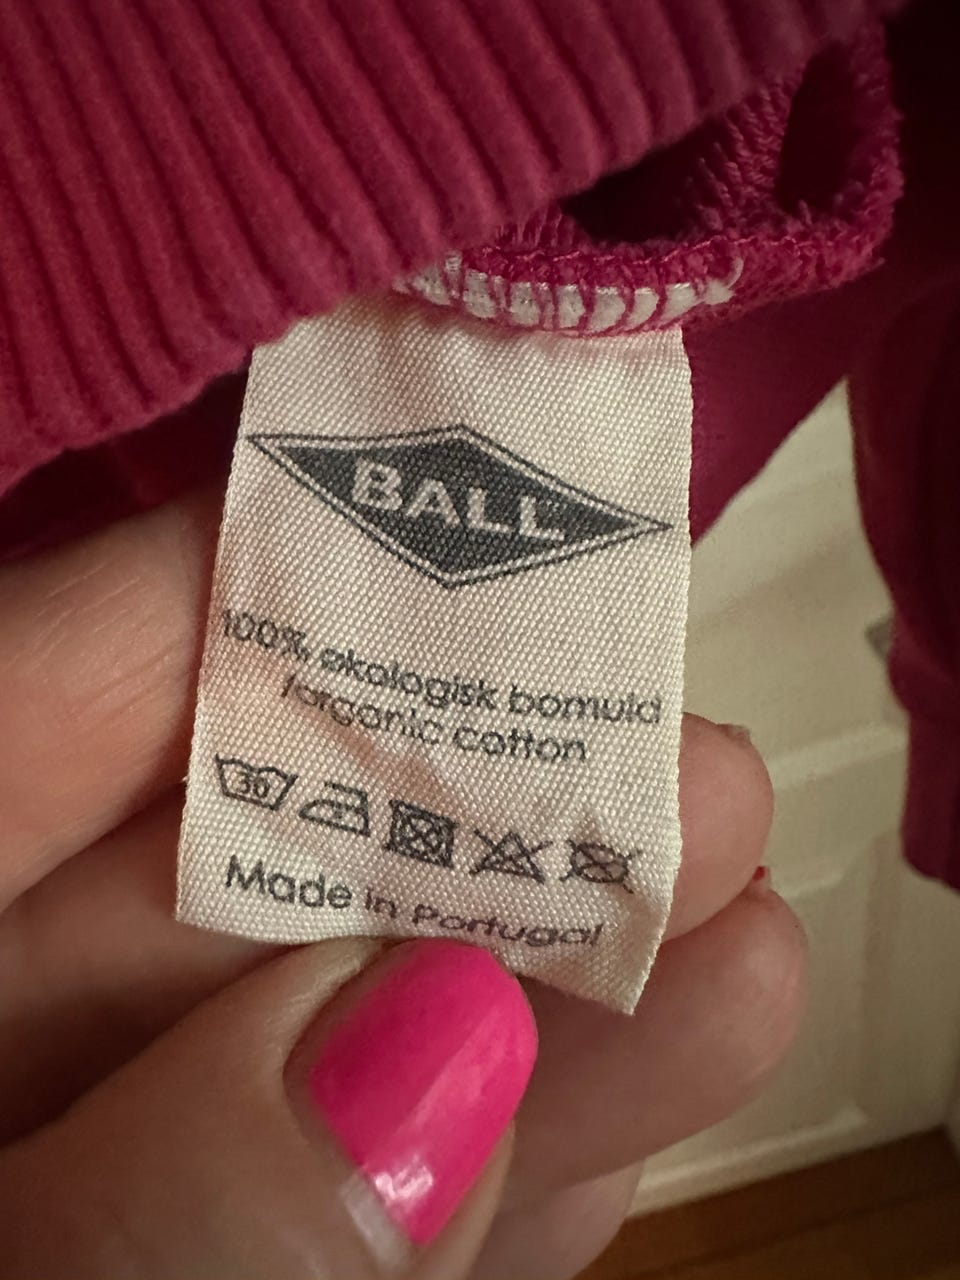 BALL
100% økologisk bomuld
/organic cotton
30
Made in Portugal